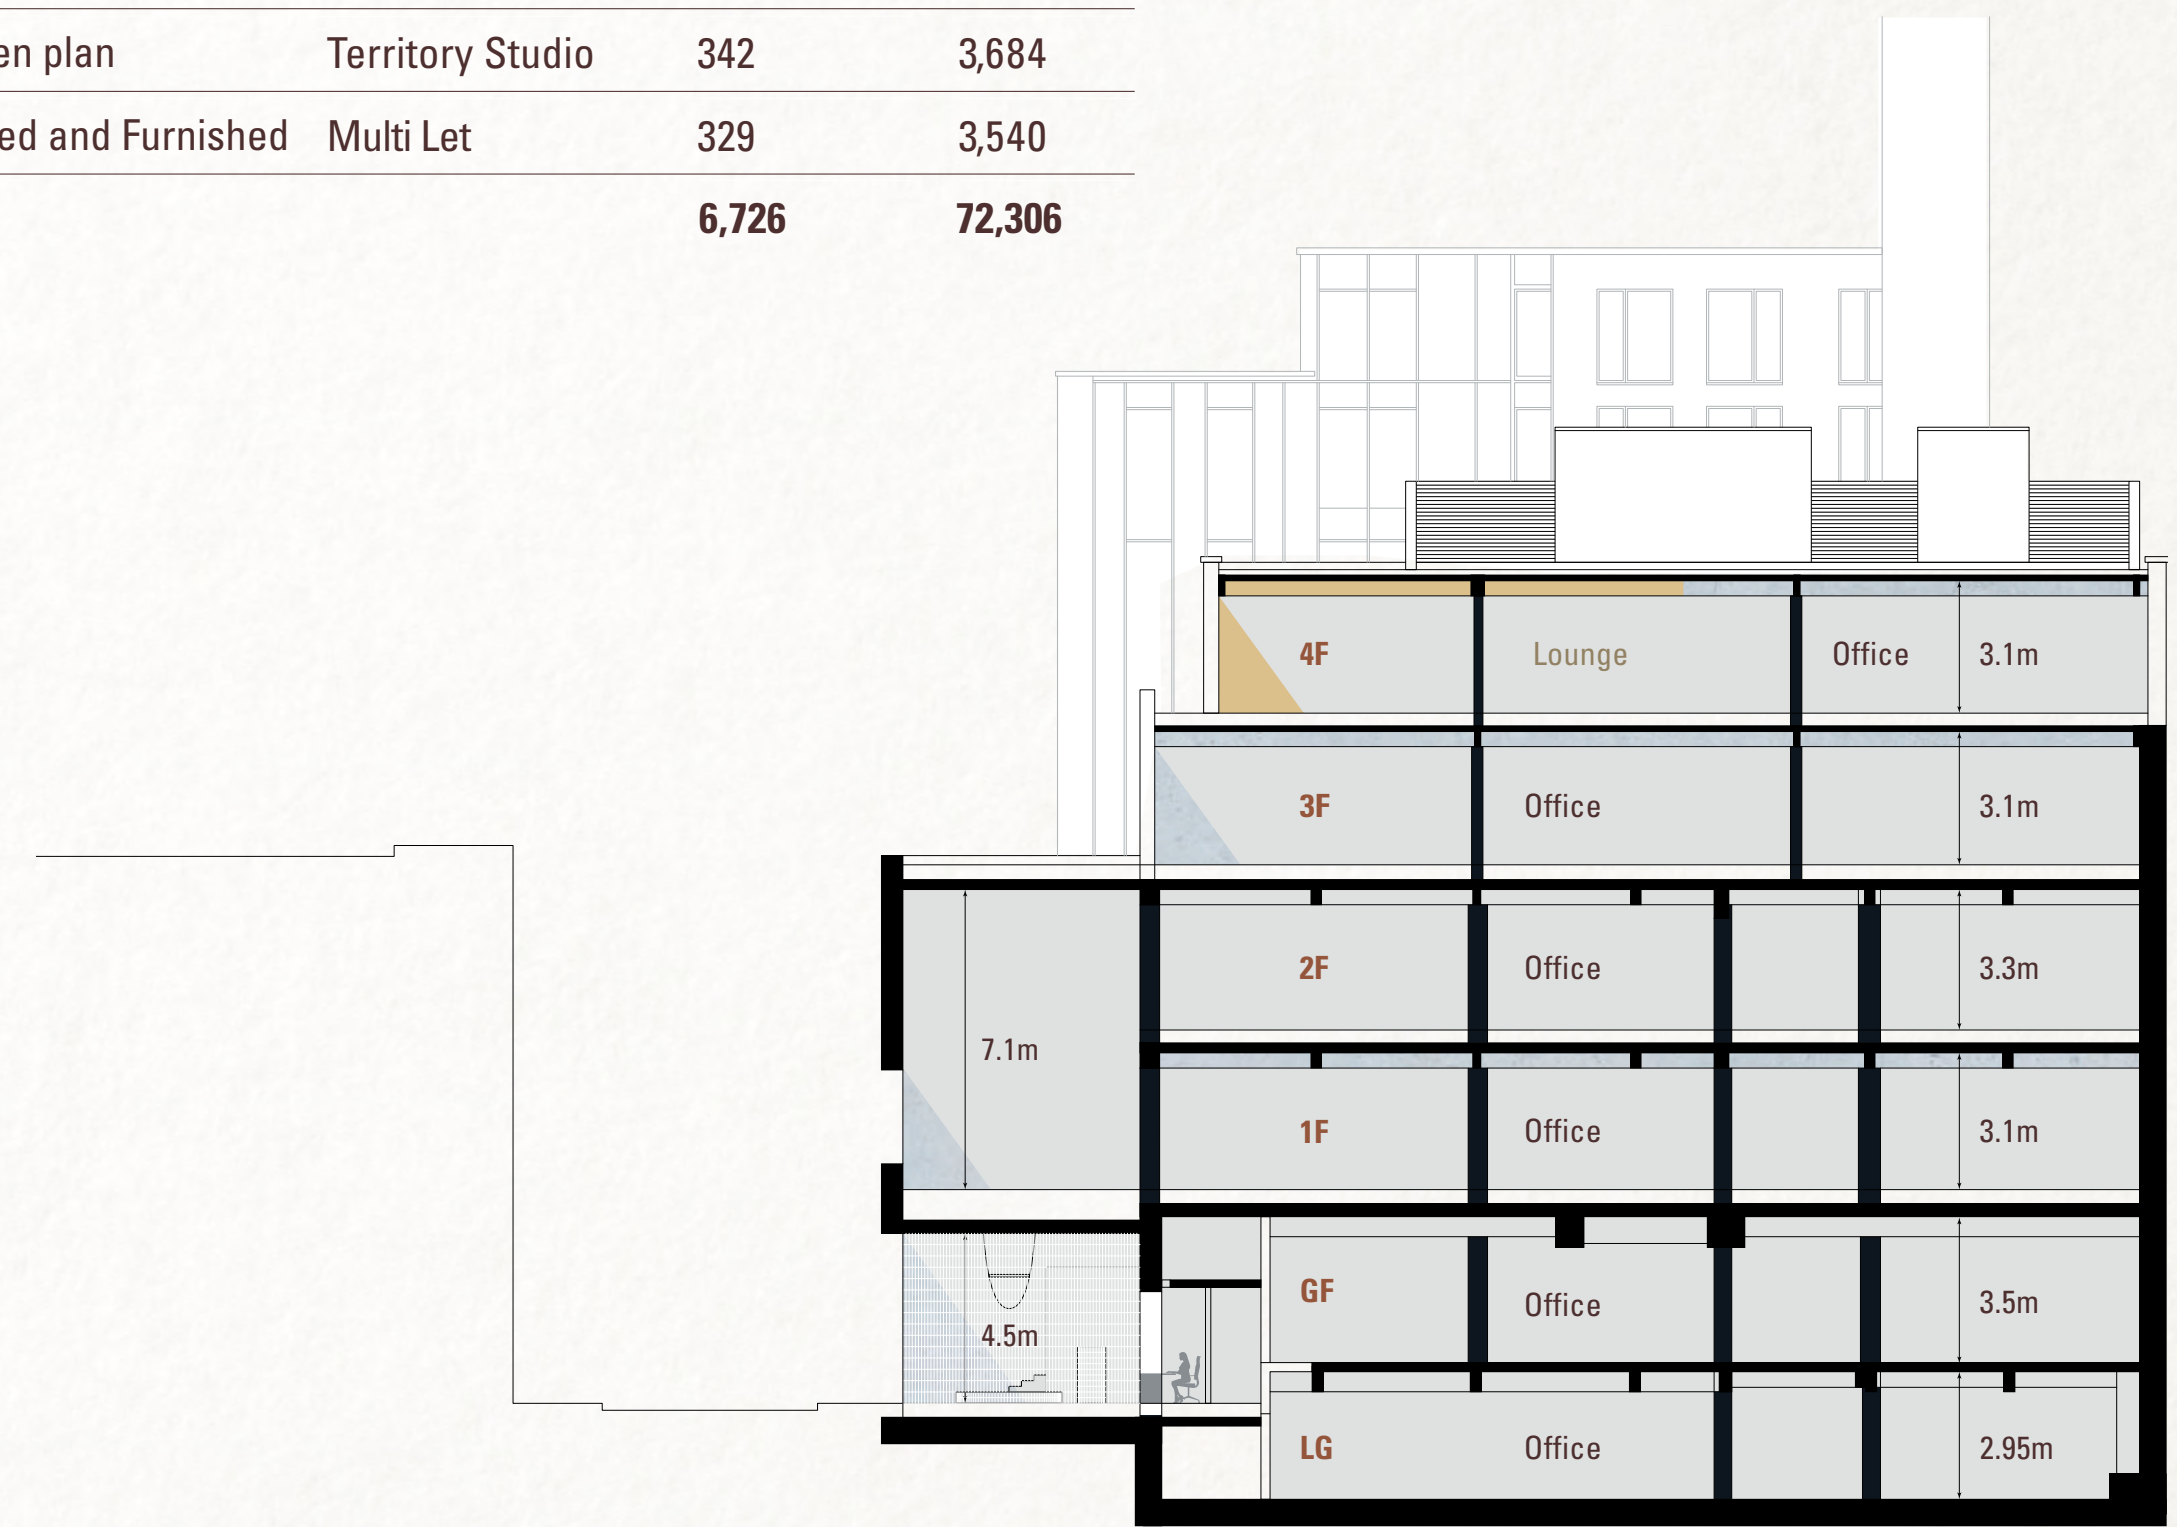 en plan Territory Studio 342 3,684
ed and Furnished Multi Let 329 3,540
6,726 72,306
4F Lounge Office 3.1m
3F Office 3.1m
2F Office 3.3m
7.1m
1F Office 3.1m
GF Office 3.5m
4.5m
LG Office 2.95m